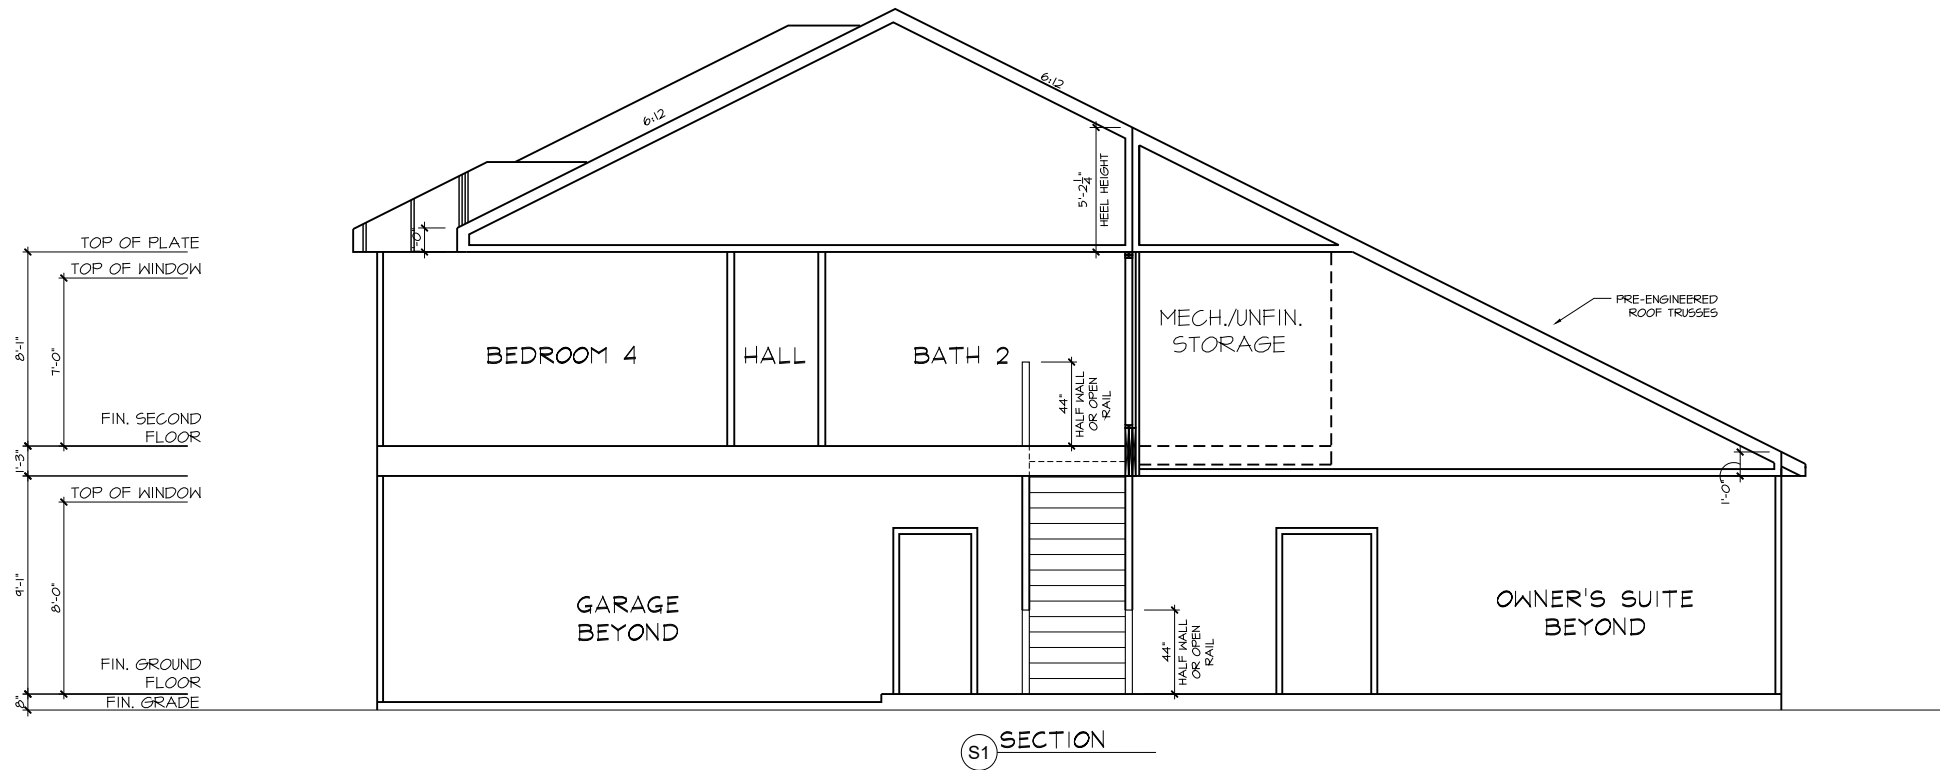 6:12
6:12
5'-2 1/4"
HEEL HEIGHT
TOP OF PLATE
1'-0"
TOP OF WINDOW
PRE-ENGINEERED
ROOF TRUSSES
MECH./UNFIN.
STORAGE
8'-1"
7'-0"
BEDROOM 4
HALL
BATH 2
44"
HALF WALL
OR OPEN
RAIL
FIN. SECOND
FLOOR
1'-3"
TOP OF WINDOW
1'-0"
9'-1"
8'-0"
GARAGE
BEYOND
OWNER'S SUITE
BEYOND
44"
HALF WALL
OR OPEN
RAIL
FIN. GROUND
FLOOR
8"
FIN. GRADE
S1 SECTION